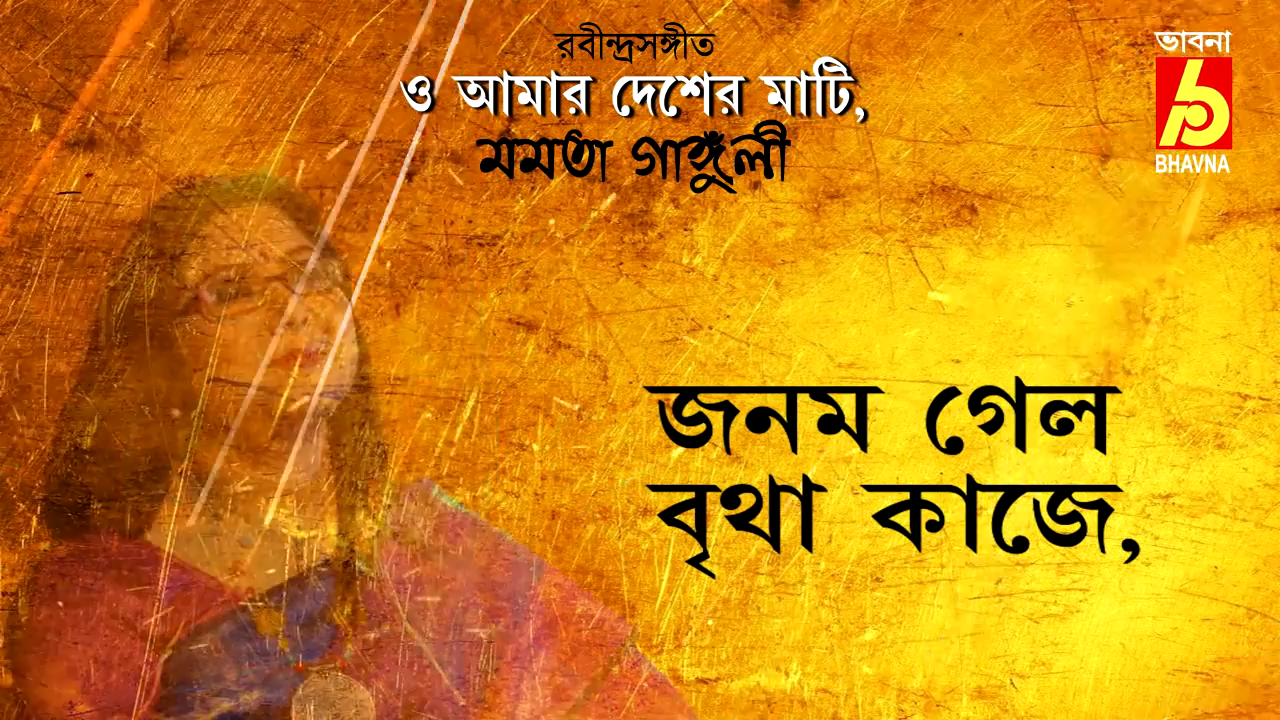 রবীন্দ্রসঙ্গীত
ও আমার দেশের মাটি,
মমতা গাঙ্গুলী
ভাবনা
BHAVNA
জনম গেল
বৃথা কাজে,